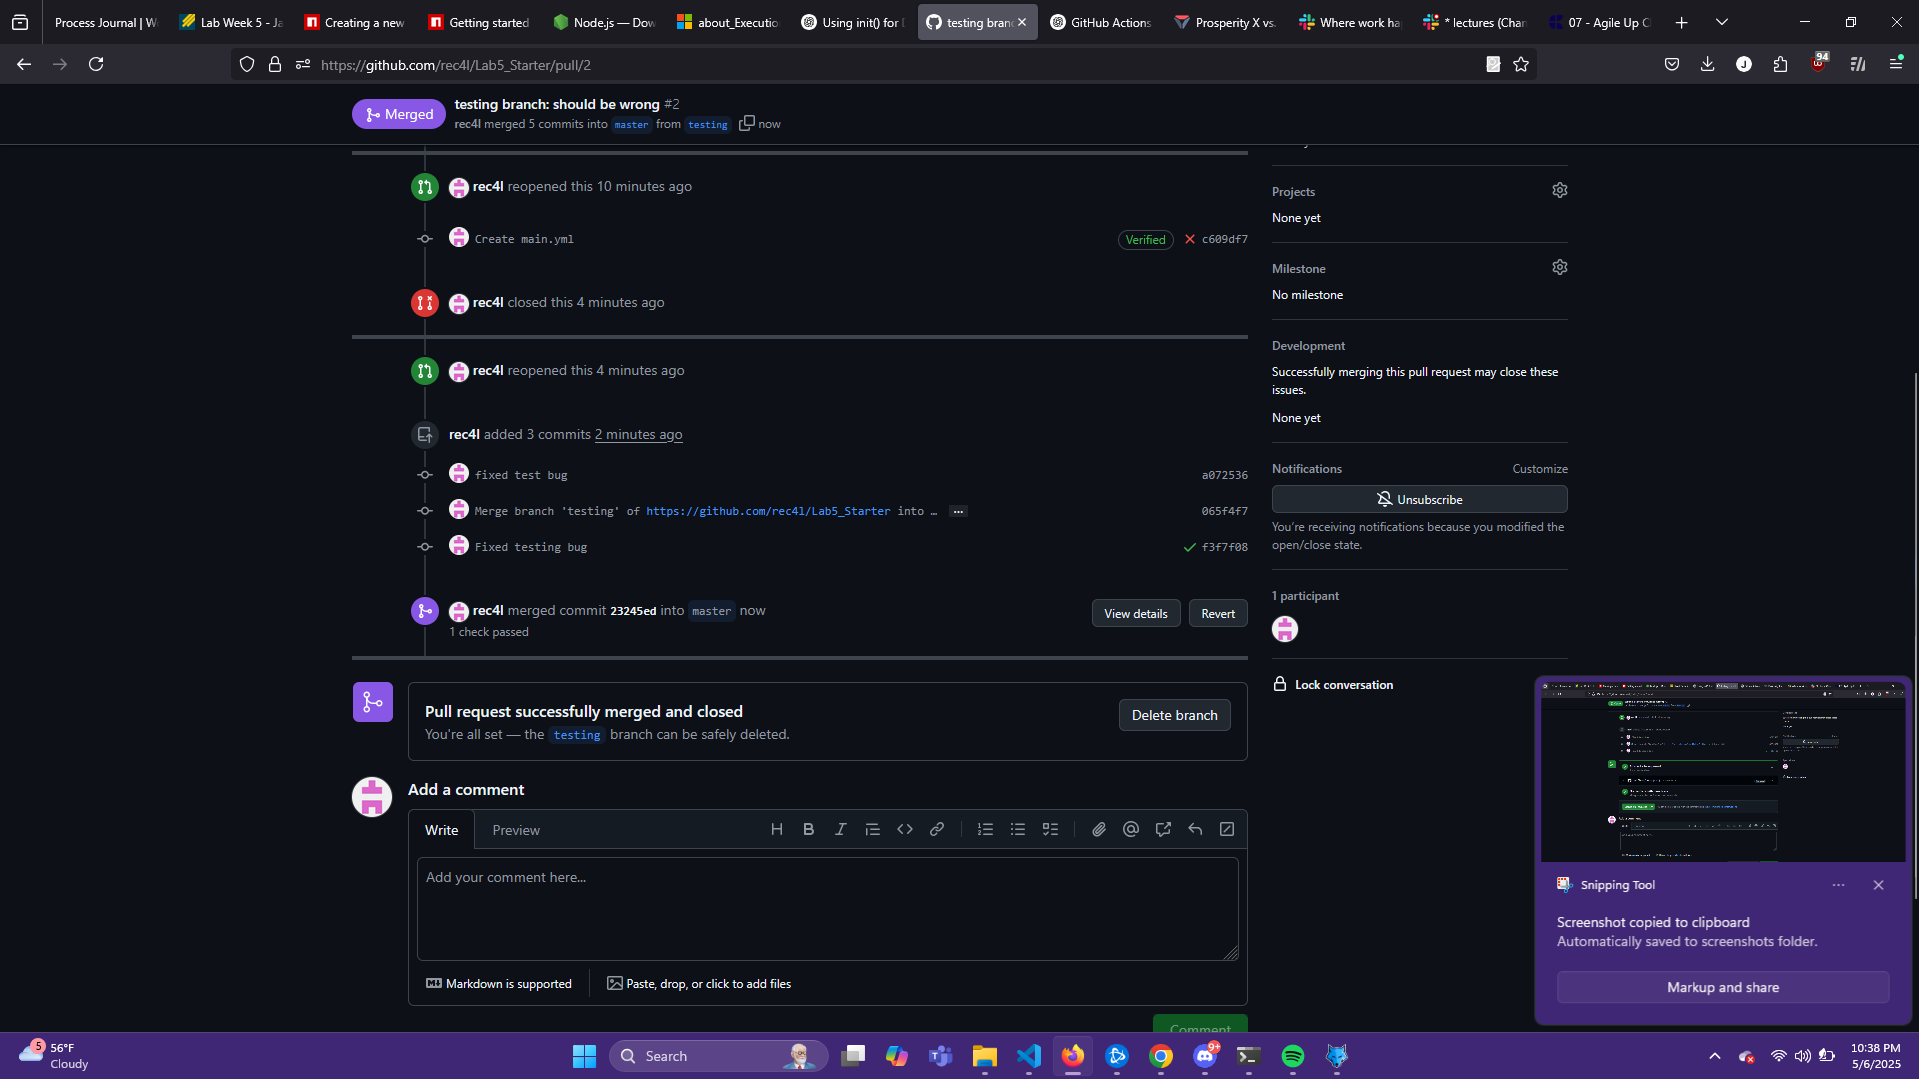 Process Journal | W
Lab Week 5 - Ja
Creating a new
Getting started
Node.js — Dow
about_Executio
Using init() for D
testing bran
GitHub Actions
Prosperity X vs.
Where work ha
* lectures (Chan
07 - Agile Up C
https://github.com/rec4l/Lab5_Starter/pull/2
94
Merged
testing branch: should be wrong #2
rec4l merged 5 commits into master from testing now
rec4l reopened this 10 minutes ago
Create main.yml
Verified
c609df7
rec4l closed this 4 minutes ago
rec4l reopened this 4 minutes ago
rec4l added 3 commits 2 minutes ago
fixed test bug
a072536
Merge branch 'testing' of https://github.com/rec4l/Lab5_Starter into …
065f4f7
Fixed testing bug
f3f7f08
rec4l merged commit 23245ed into master now
1 check passed
View details
Revert
Pull request successfully merged and closed
You're all set — the testing branch can be safely deleted.
Delete branch
Add a comment
Write
Preview
Add your comment here...
Markdown is supported
Paste, drop, or click to add files
Comment
Projects
None yet
Milestone
No milestone
Development
Successfully merging this pull request may close these
issues.
None yet
Notifications
Customize
Unsubscribe
You're receiving notifications because you modified the
open/close state.
1 participant
Lock conversation
Snipping Tool
Screenshot copied to clipboard
Automatically saved to screenshots folder.
Markup and share
5
56°F
Cloudy
Search
9+
10:38 PM
5/6/2025